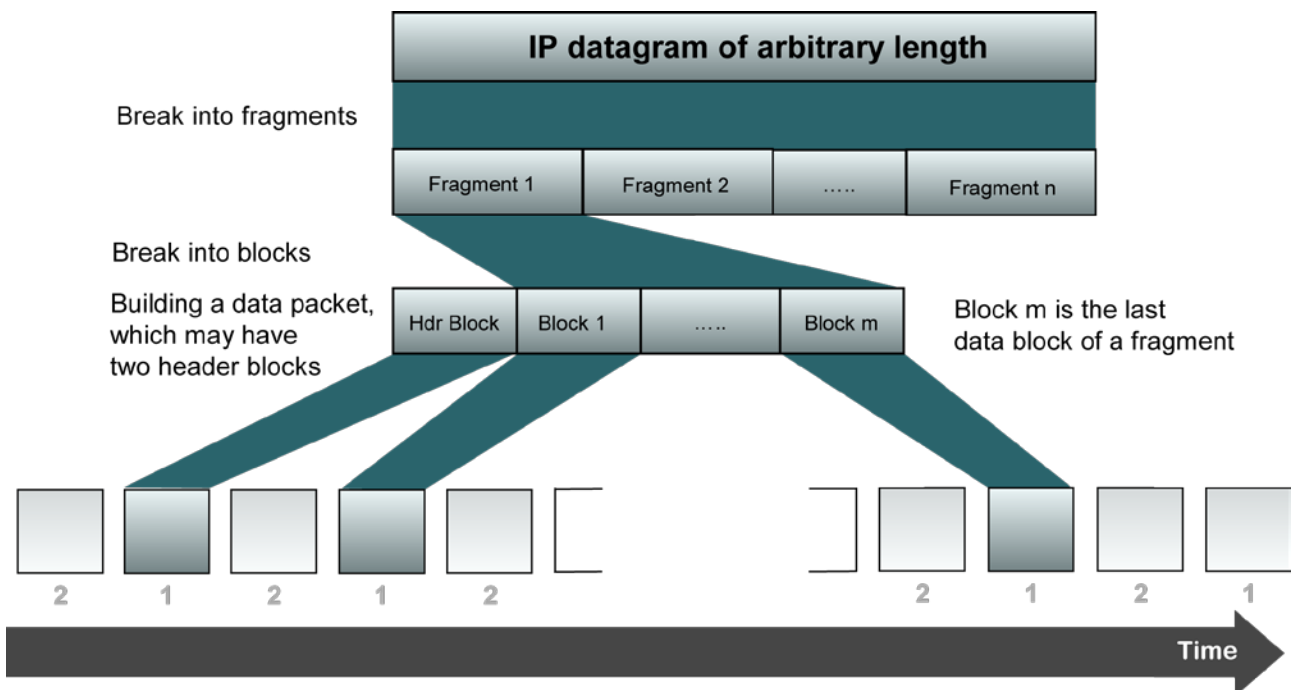 IP datagram of arbitrary length
Break into fragments
Fragment 1
Fragment 2
.....
Fragment n
Break into blocks
Building a data packet,
which may have
two header blocks
Hdr Block
Block 1
.....
Block m
Block m is the last
data block of a fragment
2
1
2
1
2
2
1
2
1
Time